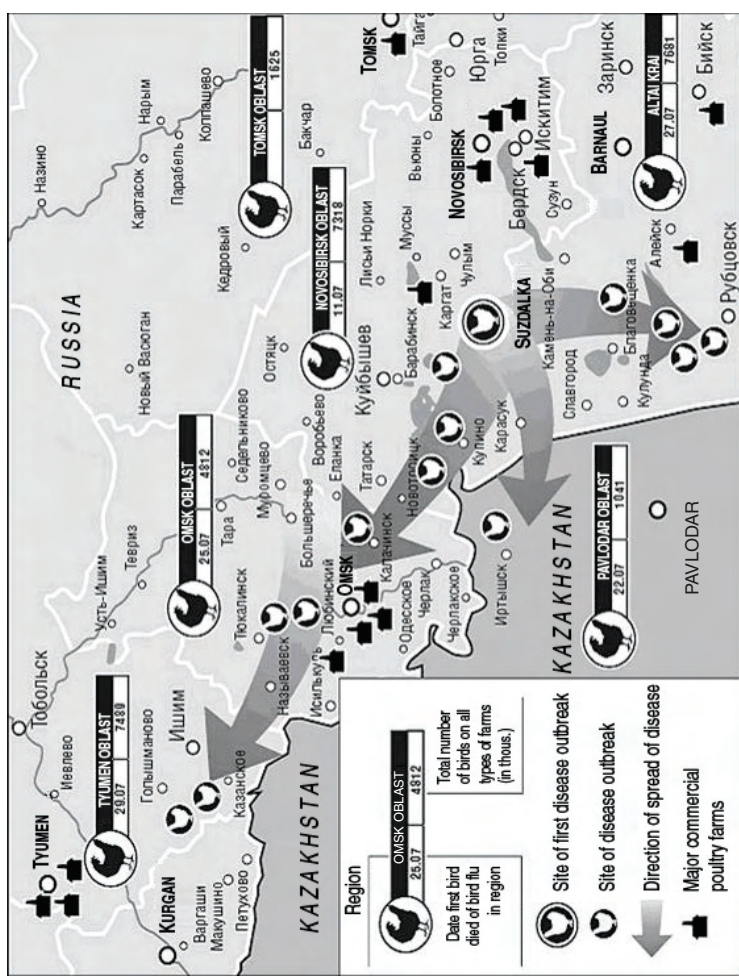 RUSSIA
KAZAKHSTAN
KAZAKHSTAN
TYUMEN
Тобольск
Иевлево
TYUMEN OBLAST
29.07 7489
Голышманово
Ишим
Казанское
KURGAN
Варгаши
Макушино
Петухово
Усть-Ишим
Тевриз
OMSK OBLAST
25.07 4812
Тара
Седельниково
Муромцево
Большеречье
Тюкалинск
Называевск
Исилькуль
Любинский
OMSK
Калачинск
Одесское
Черлак
Черлакское
Иртышск
Новый Васюган
Остяцк
Воробьево
Еланка
Татарск
Новотроицк
NOVOSIBIRSK OBLAST
11.07 7318
Куйбышев
Барабинск
Купино
Карасук
Каргат
Чулым
Муссы
Лисьи Норки
SUZDALKA
Назино
Нарым
Картасок
Парабель
Колпашево
Кедровый
Бакчар
TOMSK OBLAST
1625
TOMSK
Тайга
Юрга
Топки
Болотное
Вьюны
NOVOSIBIRSK
Бердск
Искитим
Сузун
Камень-на-Оби
Славгород
Кулунда
Благовещенка
Заринск
BARNAUL
ALTAI KRAI
27.07 7681
Бийск
Алейск
Рубцовск
PAVLODAR OBLAST
22.07 1041
PAVLODAR
Region
OMSK OBLAST
25.07 4812
Date first bird
died of bird flu
in region
Total number
of birds on all
types of farms
(in thous.)
Site of first disease outbreak
Site of disease outbreak
Direction of spread of disease
Major commercial
poultry farms